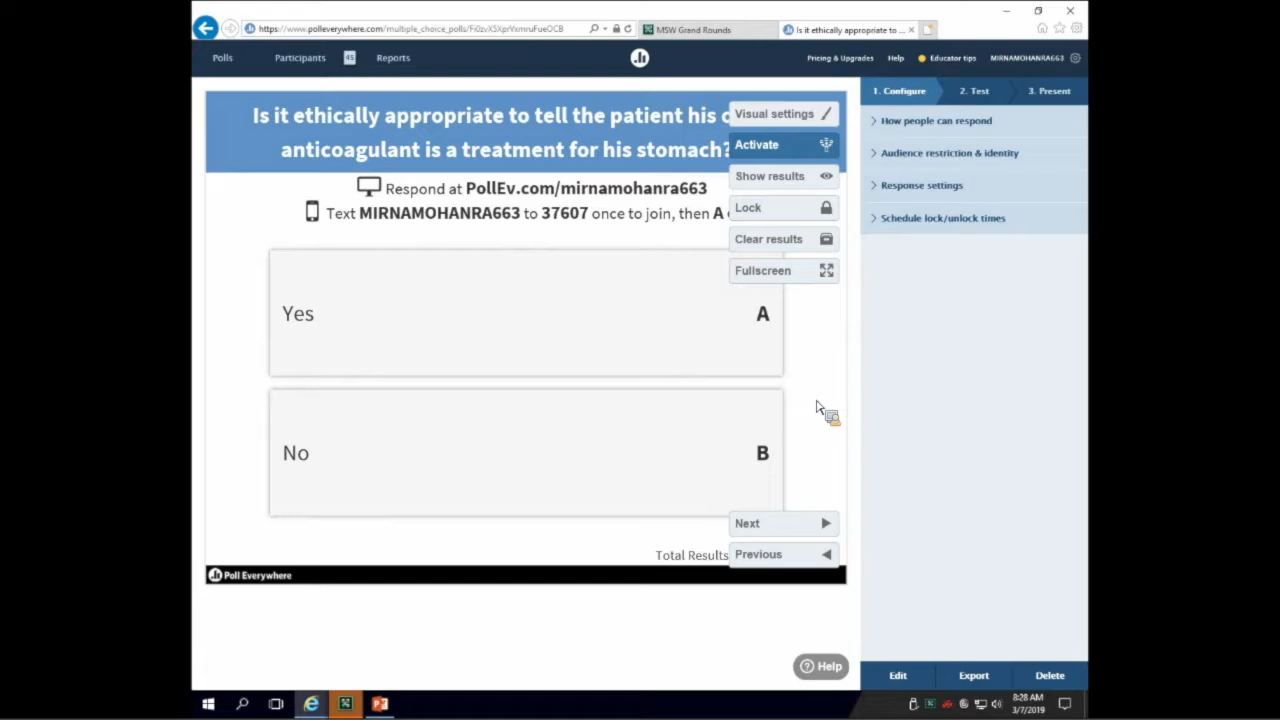 https://www.polleverywhere.com/multiple_choice_polls/
MSW Grand Rounds
Is it ethically appropriate to ...
Polls
Participants
45
Reports
Pricing & Upgrades
Help
Educator tips
MIRNAMOHANRA663
Is it ethically appropriate to tell the patient his
anticoagulant is a treatment for his stomach?
Respond at PollEv.com/mirnamohanra663
Text MIRNAMOHANRA663 to 37607 once to join, then A
Visual settings
Activate
Show results
Lock
Clear results
Fullscreen
Yes
A
No
B
Next
Total Results
Previous
Poll Everywhere
1. Configure
2. Test
3. Present
How people can respond
Audience restriction & identity
Response settings
Schedule lock/unlock times
Help
Edit
Export
Delete
8:28 AM
3/7/2019